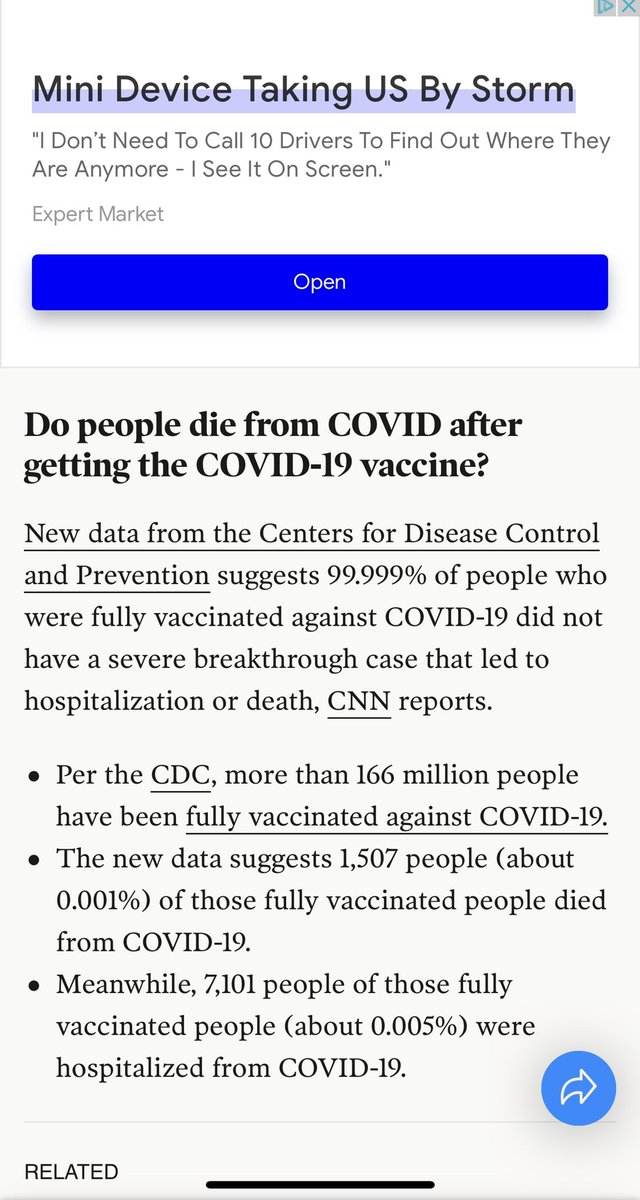 Mini Device Taking US By Storm
"I Don’t Need To Call 10 Drivers To Find Out Where They
Are Anymore - I See It On Screen."
Expert Market
Open
Do people die from COVID after
getting the COVID-19 vaccine?
New data from the Centers for Disease Control
and Prevention suggests 99.999% of people who
were fully vaccinated against COVID-19 did not
have a severe breakthrough case that led to
hospitalization or death, CNN reports.
• Per the CDC, more than 166 million people
have been fully vaccinated against COVID-19.
• The new data suggests 1,507 people (about
0.001%) of those fully vaccinated people died
from COVID-19.
• Meanwhile, 7,101 people of those fully
vaccinated people (about 0.005%) were
hospitalized from COVID-19.
RELATED